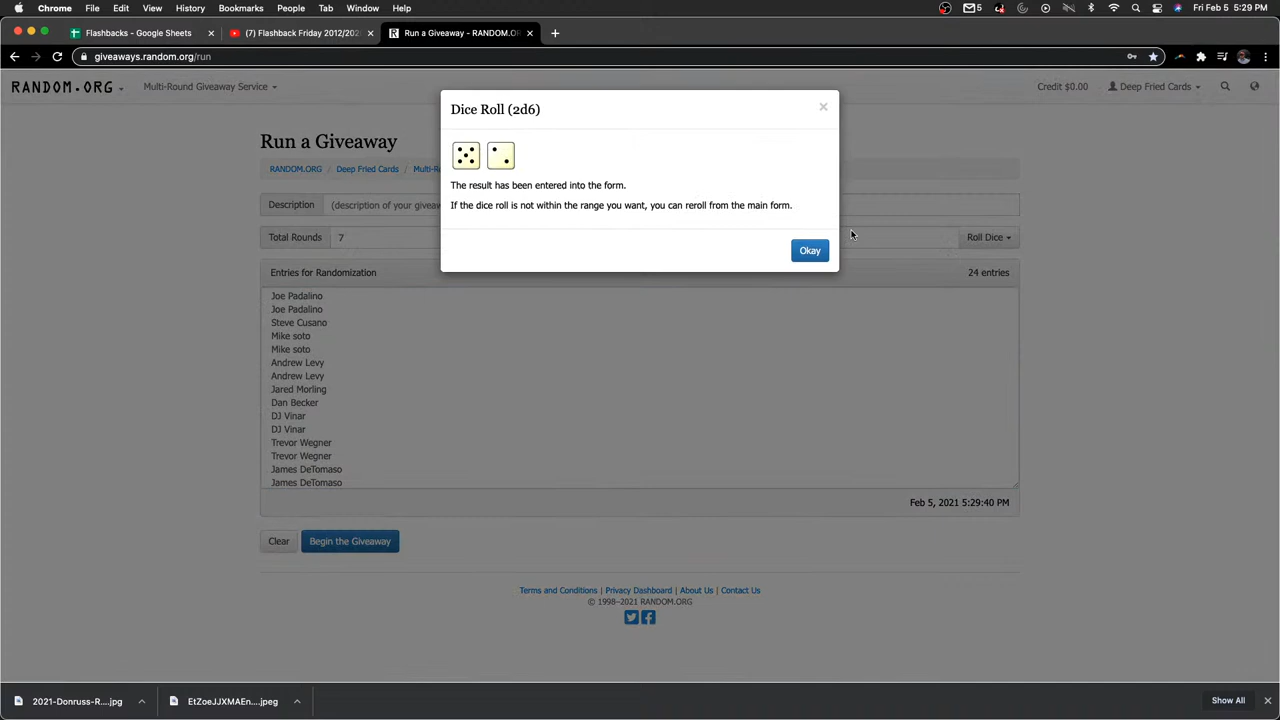 Chrome File Edit View History Bookmarks People Tab Window Help 5 Fri Feb 5 5:29 PM
Flashbacks - Google Sheets (7) Flashback Friday 2012/202 Run a Giveaway - RANDOM.OR
giveaways.random.org/run
RANDOM.ORG Multi-Round Giveaway Service Credit $0.00 Deep Fried Cards
Dice Roll (2d6)
The result has been entered into the form.
If the dice roll is not within the range you want, you can reroll from the main form.
Okay
Run a Giveaway
RANDOM.ORG / Deep Fried Cards / Multi-R
Description (description of your giveaw
Total Rounds 7 Roll Dice
Entries for Randomization 24 entries
Joe Padalino
Joe Padalino
Steve Cusano
Mike soto
Mike soto
Andrew Levy
Andrew Levy
Jared Morling
Dan Becker
DJ Vinar
DJ Vinar
Trevor Wegner
Trevor Wegner
James DeTomaso
James DeTomaso
Feb 5, 2021 5:29:40 PM
Clear Begin the Giveaway
Terms and Conditions | Privacy Dashboard | About Us | Contact Us
© 1998–2021 RANDOM.ORG
2021-Donruss-R....jpg EtZoeJJXMAEn....jpeg Show All